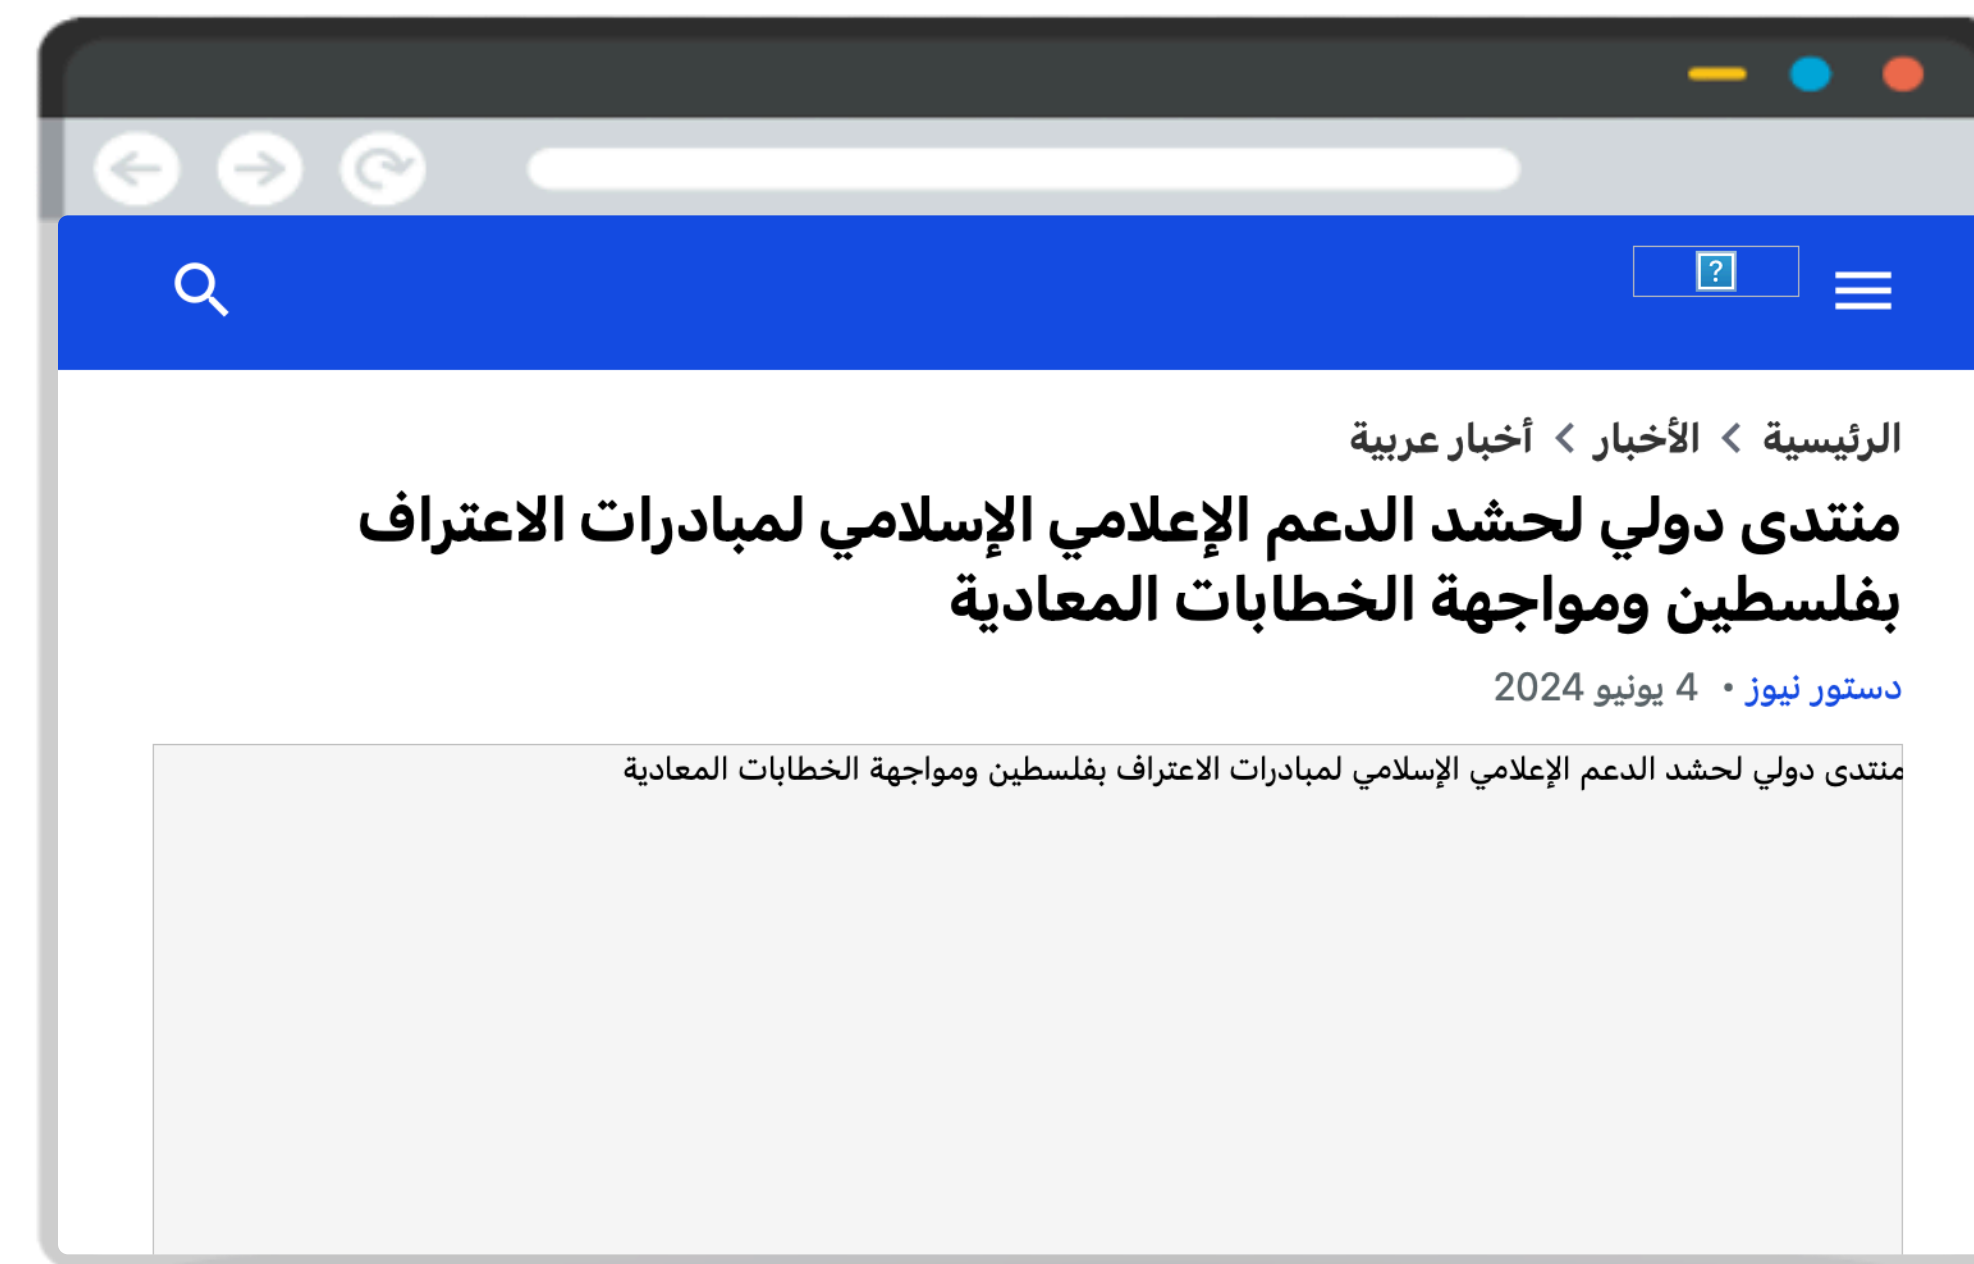 الرئيسية > الأخبار > أخبار عربية
منتدى دولي لحشد الدعم الإعلامي الإسلامي لمبادرات الاعتراف
بفلسطين ومواجهة الخطابات المعادية
دستور نيوز • 4 يونيو 2024
منتدى دولي لحشد الدعم الإعلامي الإسلامي لمبادرات الاعتراف بفلسطين ومواجهة الخطابات المعادية